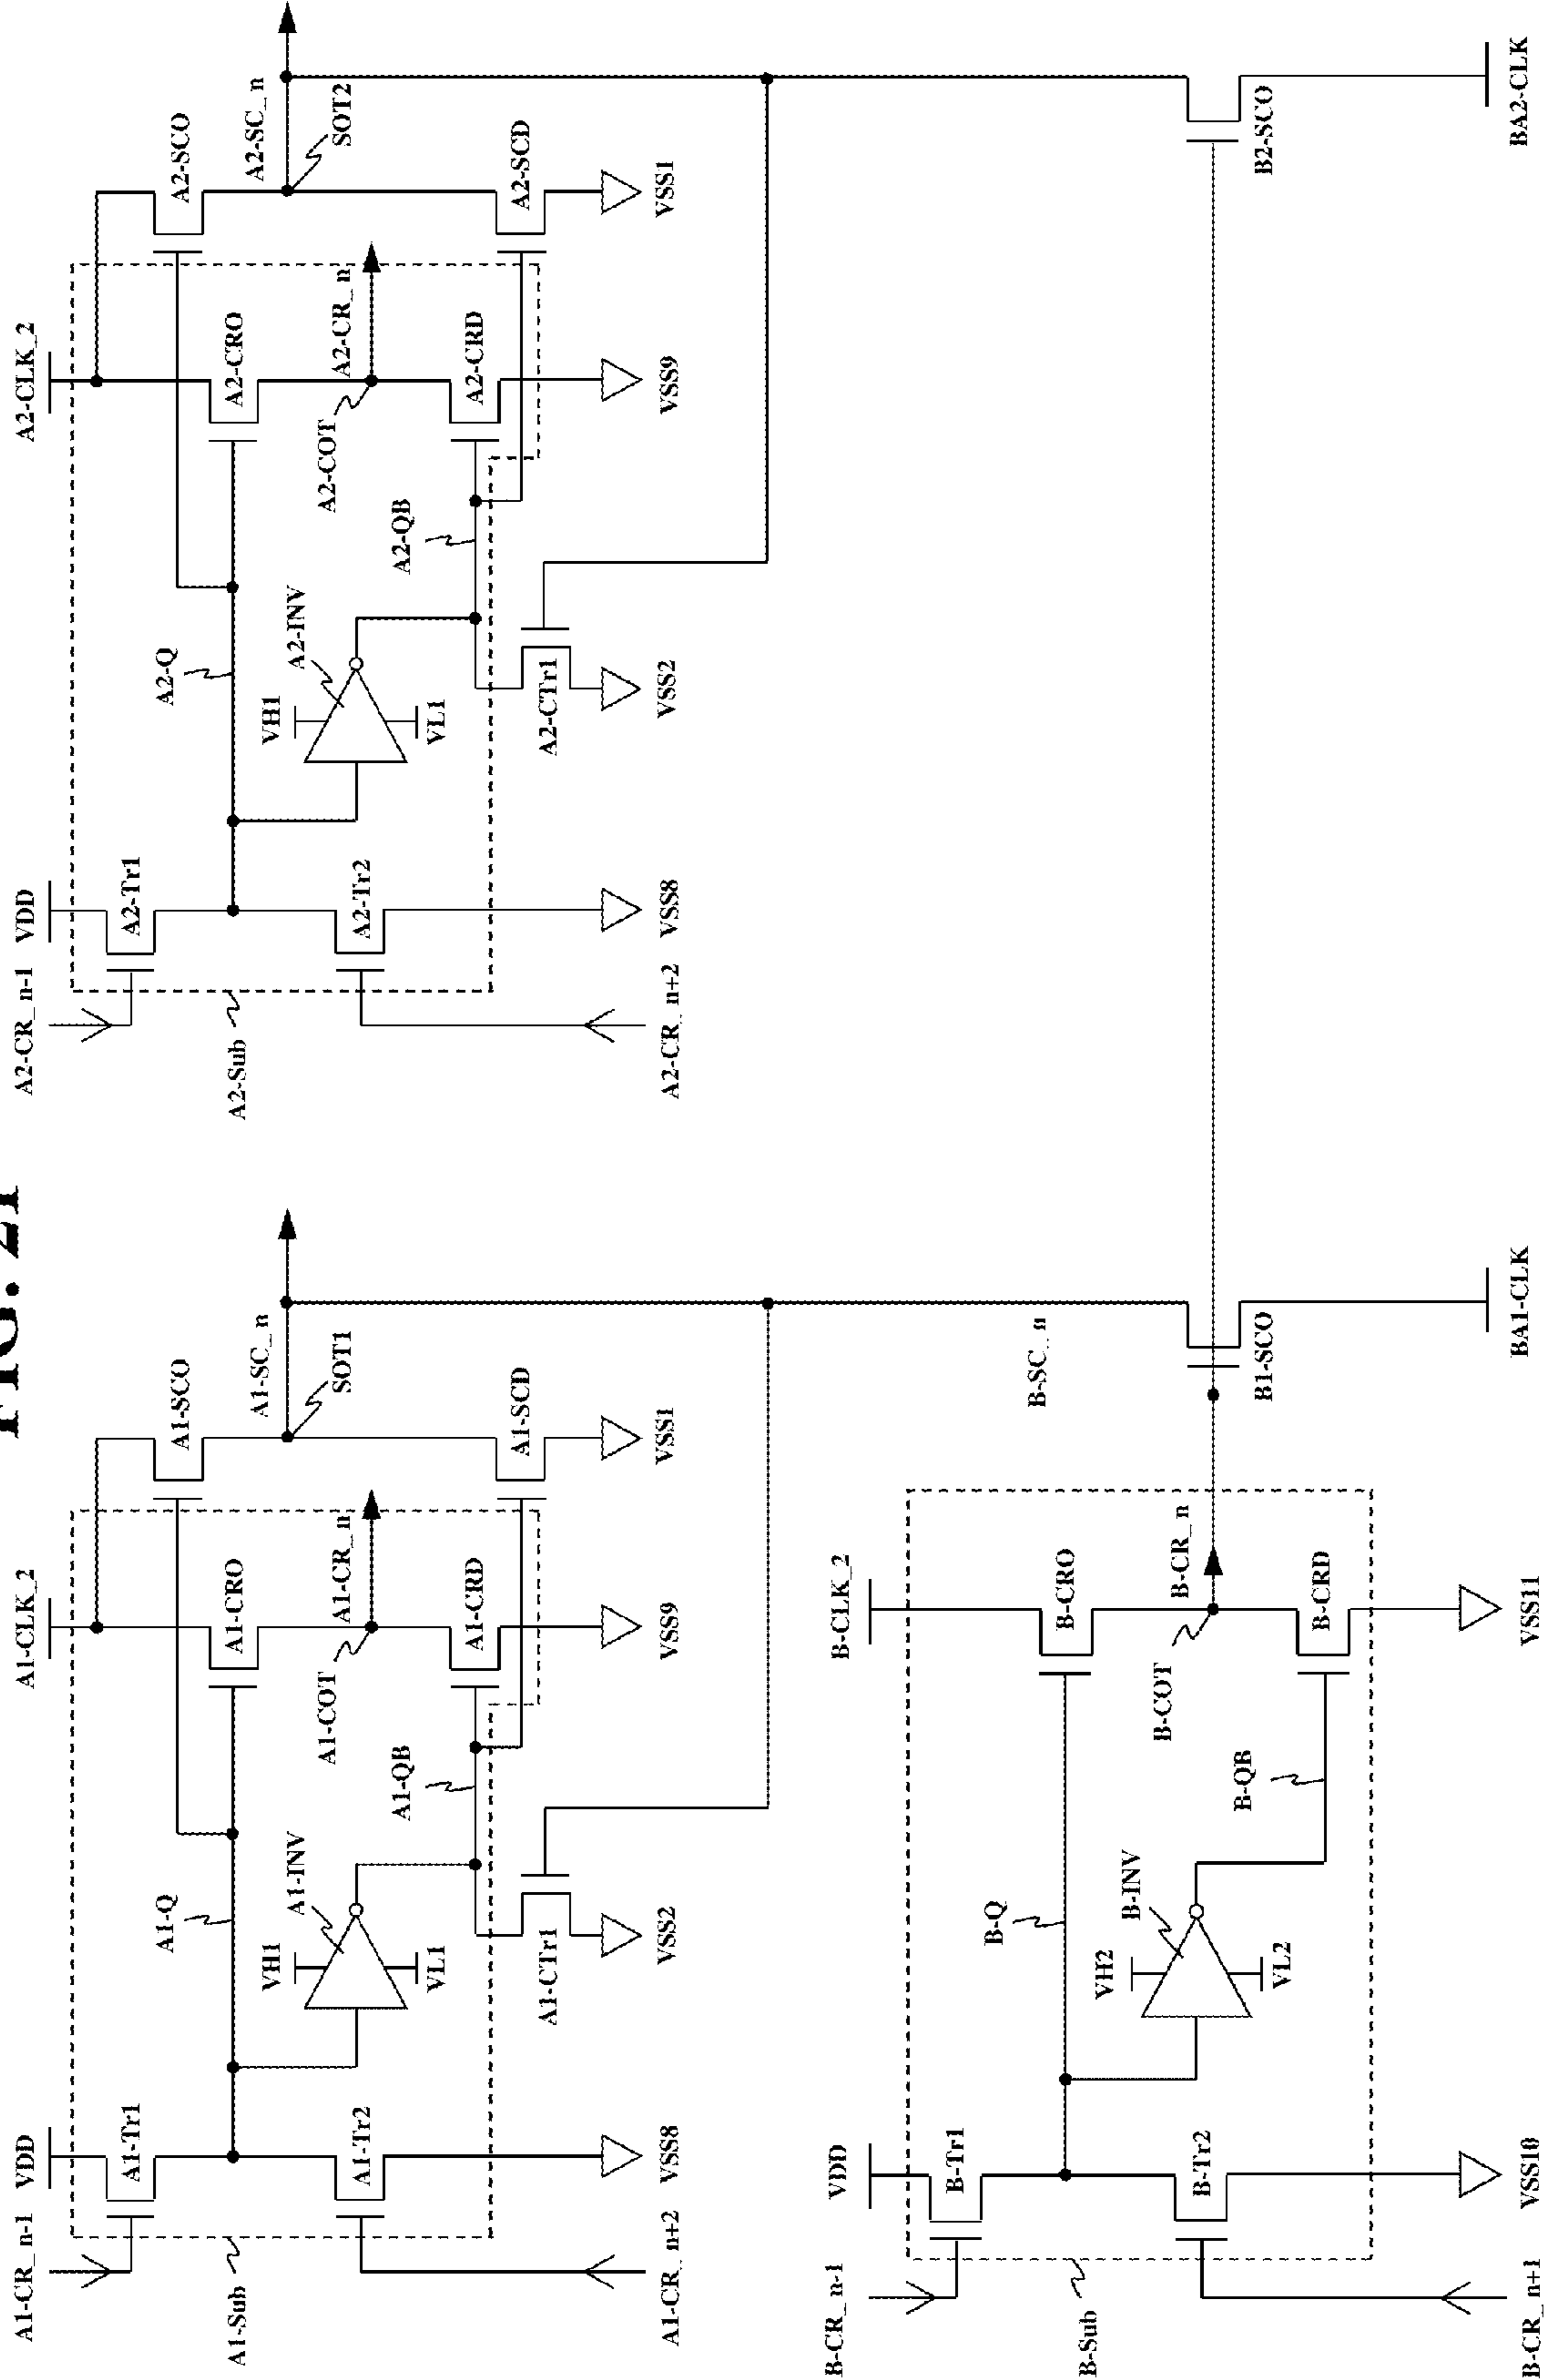 FIG. 21
A1-CR_n-1
VDD
A1-CLK_2
A1-Tr1
A1-Q
A1-SCO
A1-CRO
A1-SC_n
SOT1
A1-Sub
VH1
A1-INV
VL1
A1-COT
A1-CR_n
A1-Tr2
A1-QB
A1-CRD
A1-SCD
A1-CTr1
A1-CR_n+2
VSS8
VSS2
VSS9
VSS1
A2-CR_n-1
VDD
A2-CLK_2
A2-Tr1
A2-Q
A2-SCO
A2-CRO
A2-SC_n
SOT2
A2-Sub
VH1
A2-INV
VL1
A2-COT
A2-CR_n
A2-Tr2
A2-QB
A2-CRD
A2-SCD
A2-CTr1
A2-CR_n+2
VSS8
VSS2
VSS9
VSS1
B-CR_n-1
VDD
B-CLK_2
B-Tr1
B-Q
B-CRO
B-SC_n
B-Sub
VH2
B-INV
VL2
B-COT
B-CR_n
B-Tr2
B-QB
B-CRD
B1-SCO
B2-SCO
B-CR_n+1
VSS10
VSS11
BA1-CLK
BA2-CLK